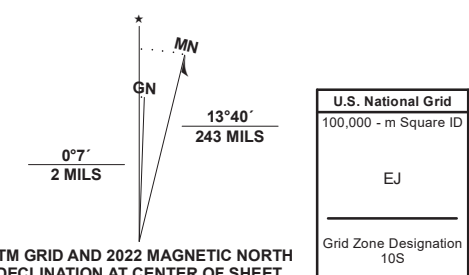 ★
MN
GN
13°40´
243 MILS
0°7´
2 MILS
TM GRID AND 2022 MAGNETIC NORTH
DECLINATION AT CENTER OF SHEET
U.S. National Grid
100,000 - m Square ID
EJ
Grid Zone Designation
10S